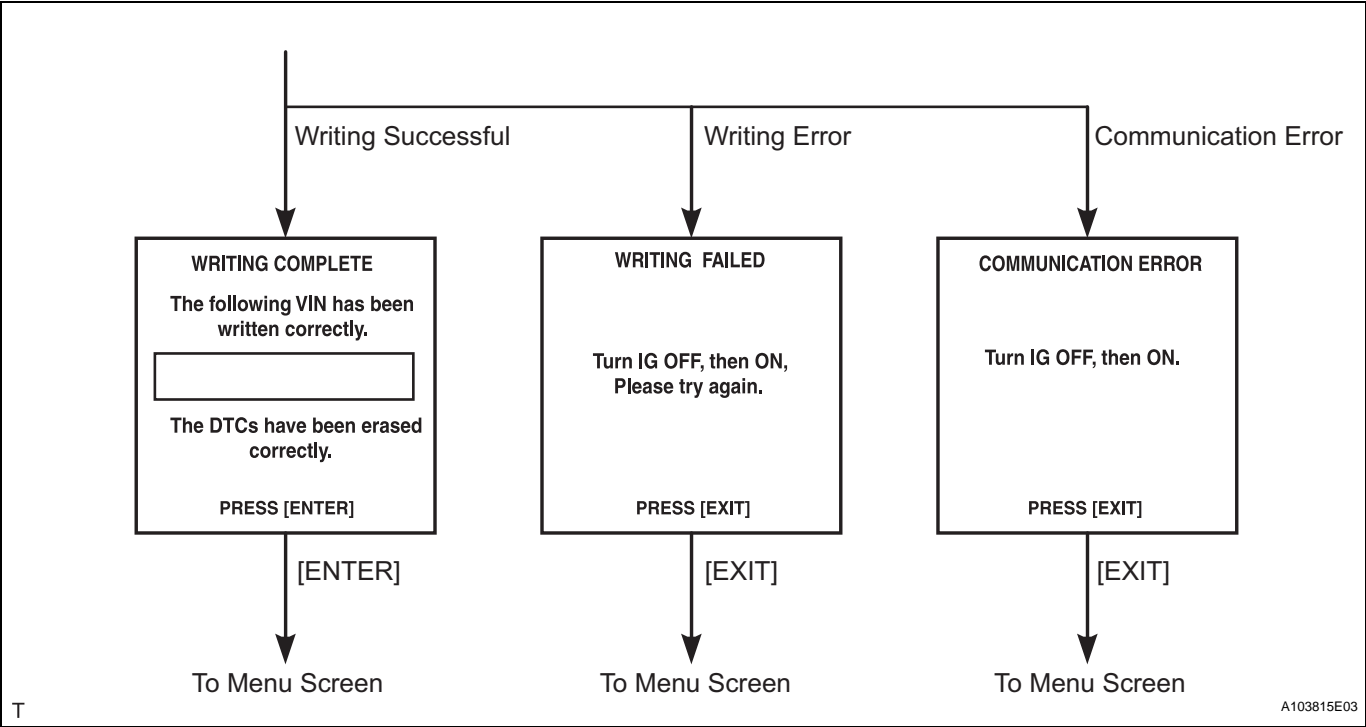 Writing Successful
Writing Error
Communication Error
WRITING COMPLETE
The following VIN has been
written correctly.
The DTCs have been erased
correctly.
PRESS [ENTER]
WRITING FAILED
Turn IG OFF, then ON,
Please try again.
PRESS [EXIT]
COMMUNICATION ERROR
Turn IG OFF, then ON.
PRESS [EXIT]
[ENTER]
[EXIT]
[EXIT]
To Menu Screen
To Menu Screen
To Menu Screen
T
A103815E03